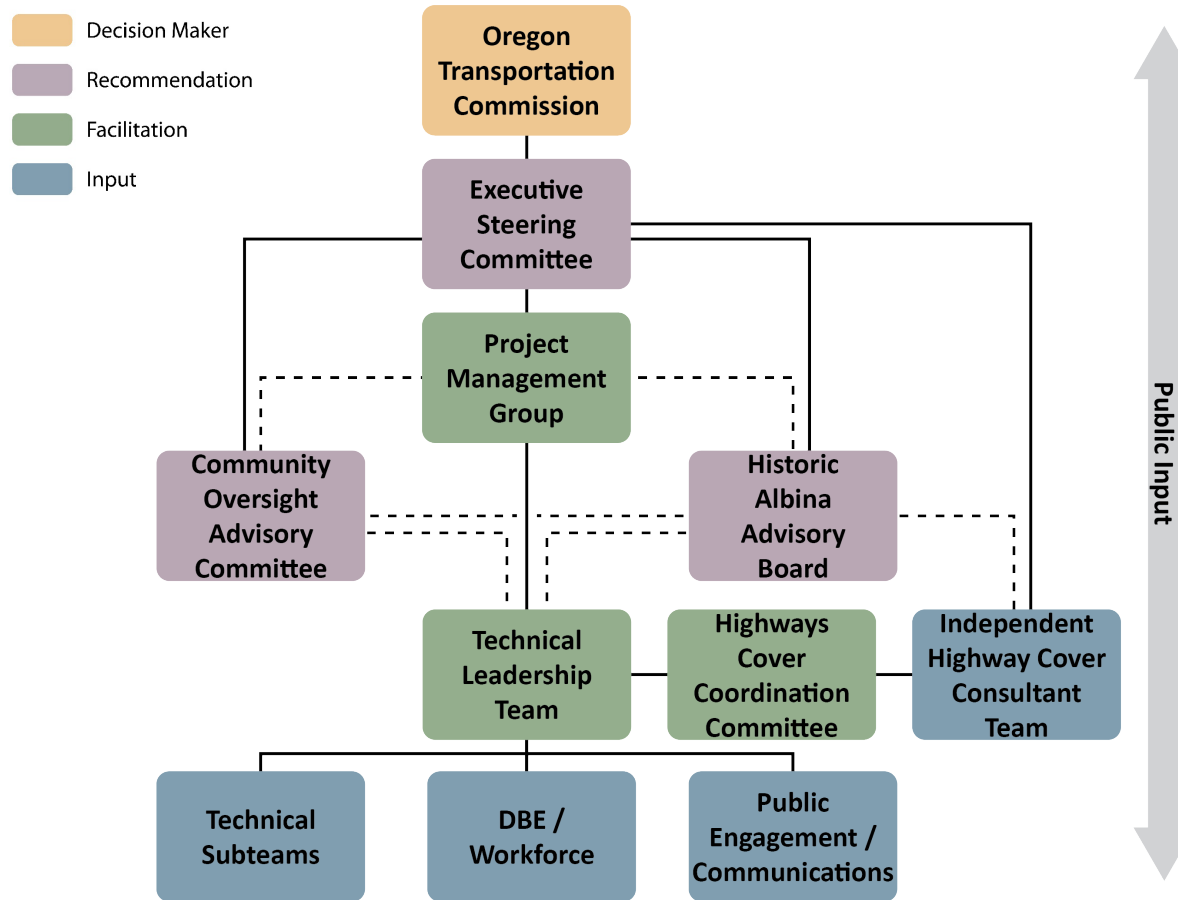 Decision Maker
Recommendation
Facilitation
Input
Oregon
Transportation
Commission
Executive
Steering
Committee
Project
Management
Group
Community
Oversight
Advisory
Committee
Historic
Albina
Advisory
Board
Technical
Leadership
Team
Highways
Cover
Coordination
Committee
Independent
Highway Cover
Consultant
Team
Technical
Subteams
DBE /
Workforce
Public
Engagement /
Communications
Public Input